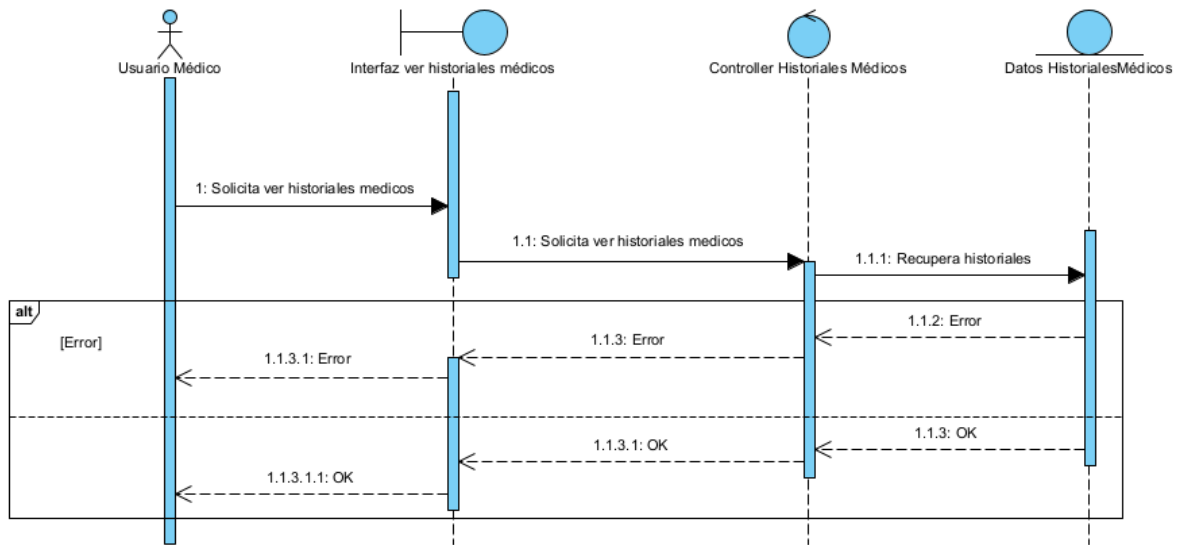 Usuario Médico
Interfaz ver historiales médicos
Controller Historiales Médicos
Datos HistorialesMédicos
1: Solicita ver historiales medicos
1.1: Solicita ver historiales medicos
1.1.1: Recupera historiales
alt
[Error]
1.1.2: Error
1.1.3: Error
1.1.3.1: Error
1.1.3: OK
1.1.3.1: OK
1.1.3.1.1: OK